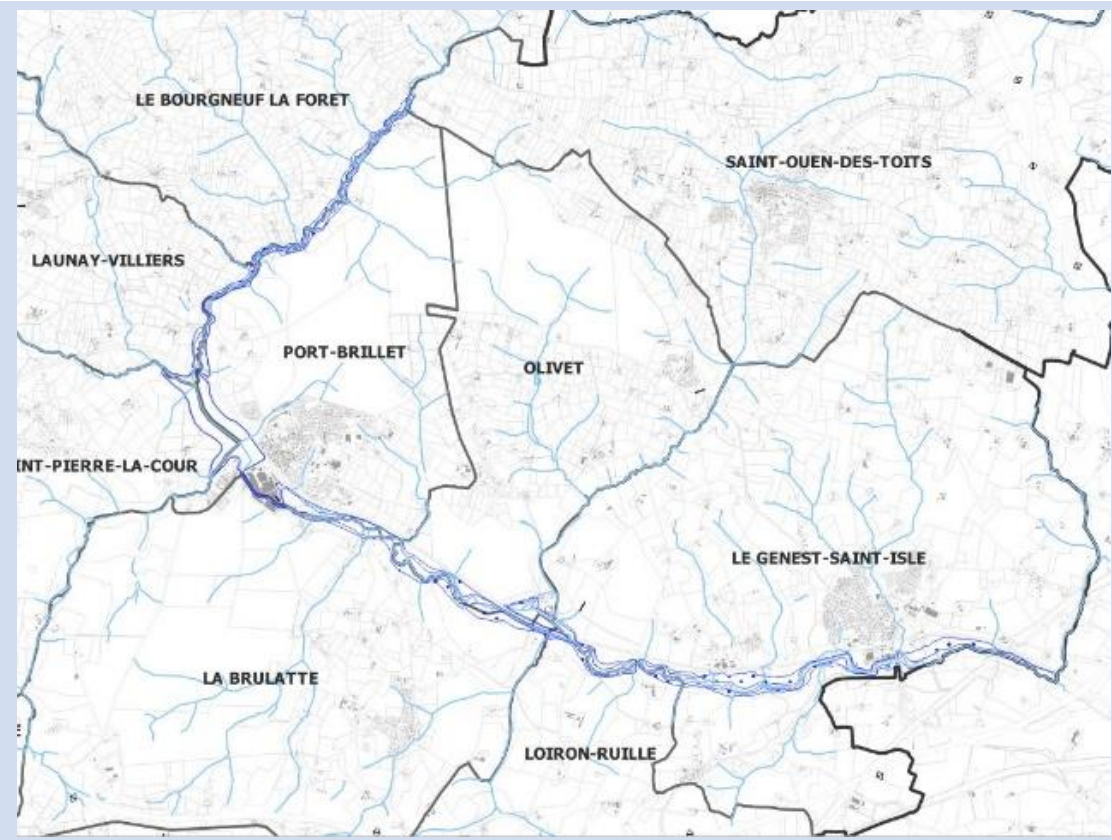 LE BOURGNEUF LA FORET
SAINT-OUEN-DES-TOITS
LAUNAY-VILLIERS
PORT-BRILLET
OLIVET
INT-PIERRE-LA-COUR
LE GENEST-SAINT-ISLE
LA BRULATTE
LOIRON-RUILLE